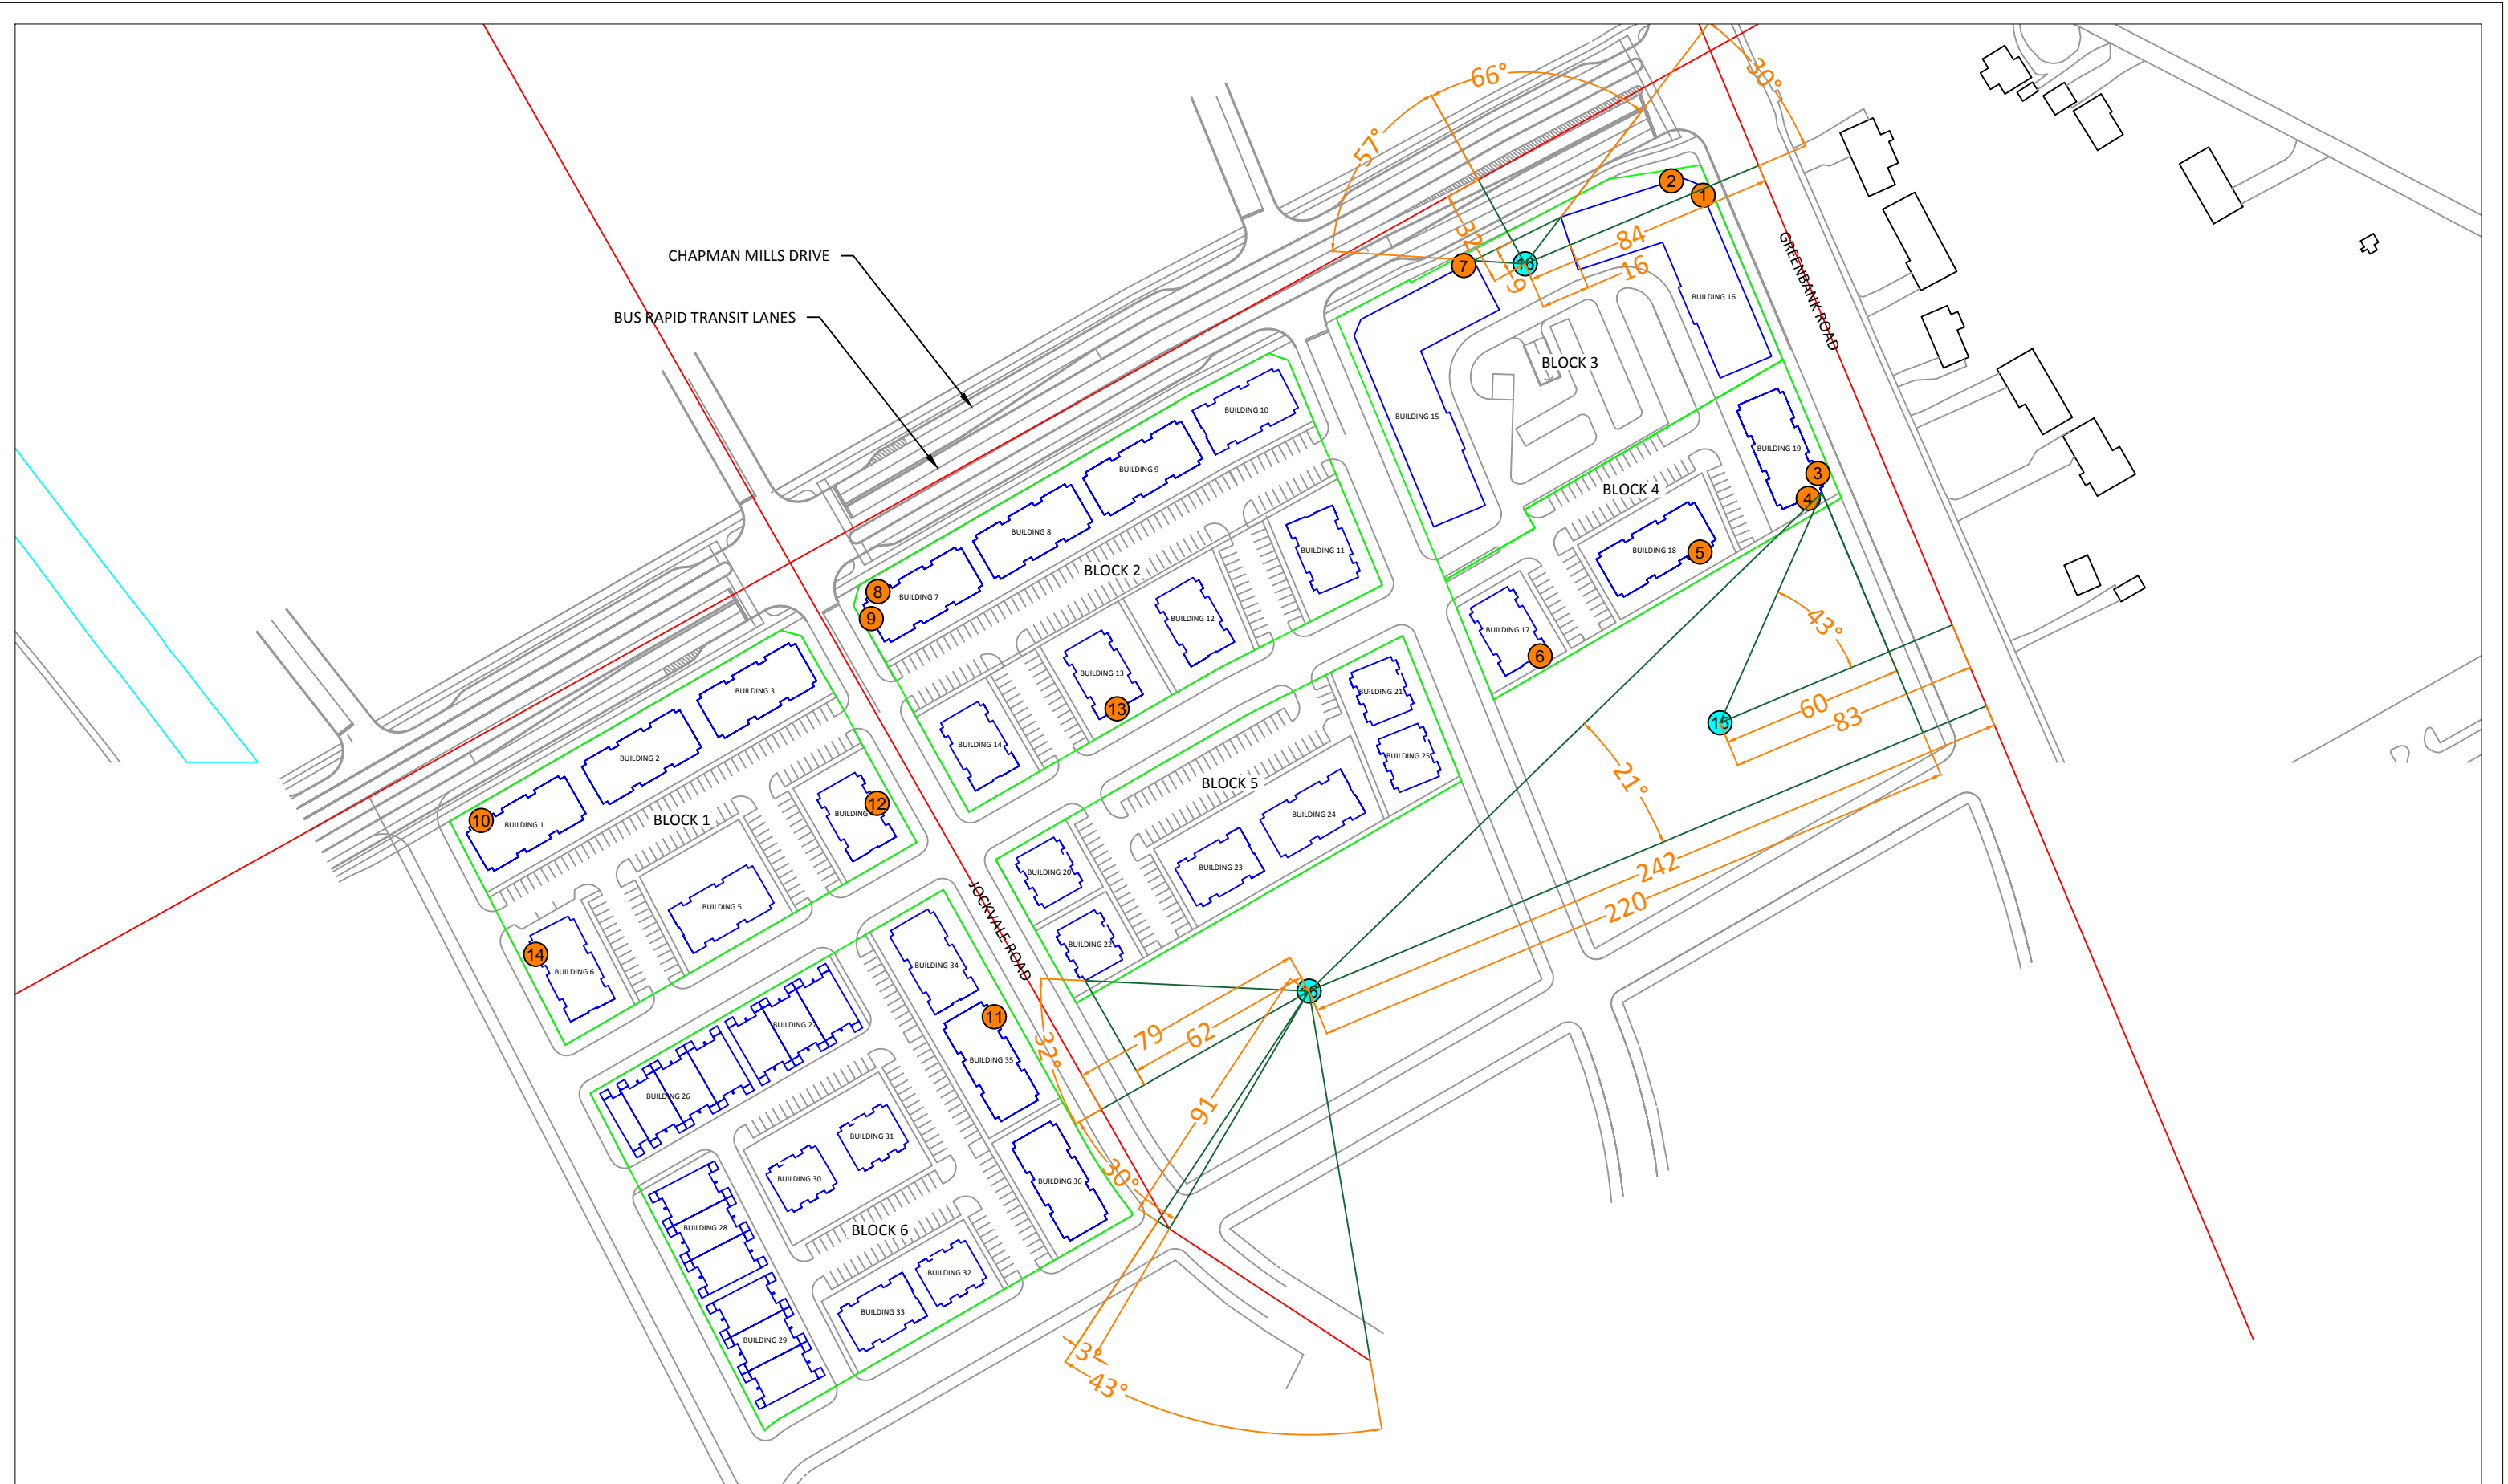 66°
30°
57°
2
1
CHAPMAN MILLS DRIVE
32
84
7
16
16
9
GREENBANK ROAD
BUILDING 16
BUS RAPID TRANSIT LANES
BLOCK 3
BUILDING 15
BUILDING 10
BUILDING 19
BUILDING 9
3
BLOCK 4
4
BUILDING 8
BUILDING 11
BUILDING 18
5
BLOCK 2
8
BUILDING 7
9
BUILDING 12
BUILDING 17
43°
6
BUILDING 13
BUILDING 3
BUILDING 21
13
60
83
15
BUILDING 14
BUILDING 2
BUILDING 25
BLOCK 5
21°
12
BUILDING 24
10
BUILDING 1
BLOCK 1
BUILDING
BUILDING 23
242
BUILDING 20
JOCKVALE ROAD
BUILDING 5
220
BUILDING 22
14
BUILDING 34
BUILDING 6
11
BUILDING 27
79
62
32°
BUILDING 35
BUILDING 26
91
BUILDING 31
BUILDING 30
30°
BUILDING 36
BUILDING 28
BLOCK 6
BUILDING 32
BUILDING 33
BUILDING 29
3°
43°